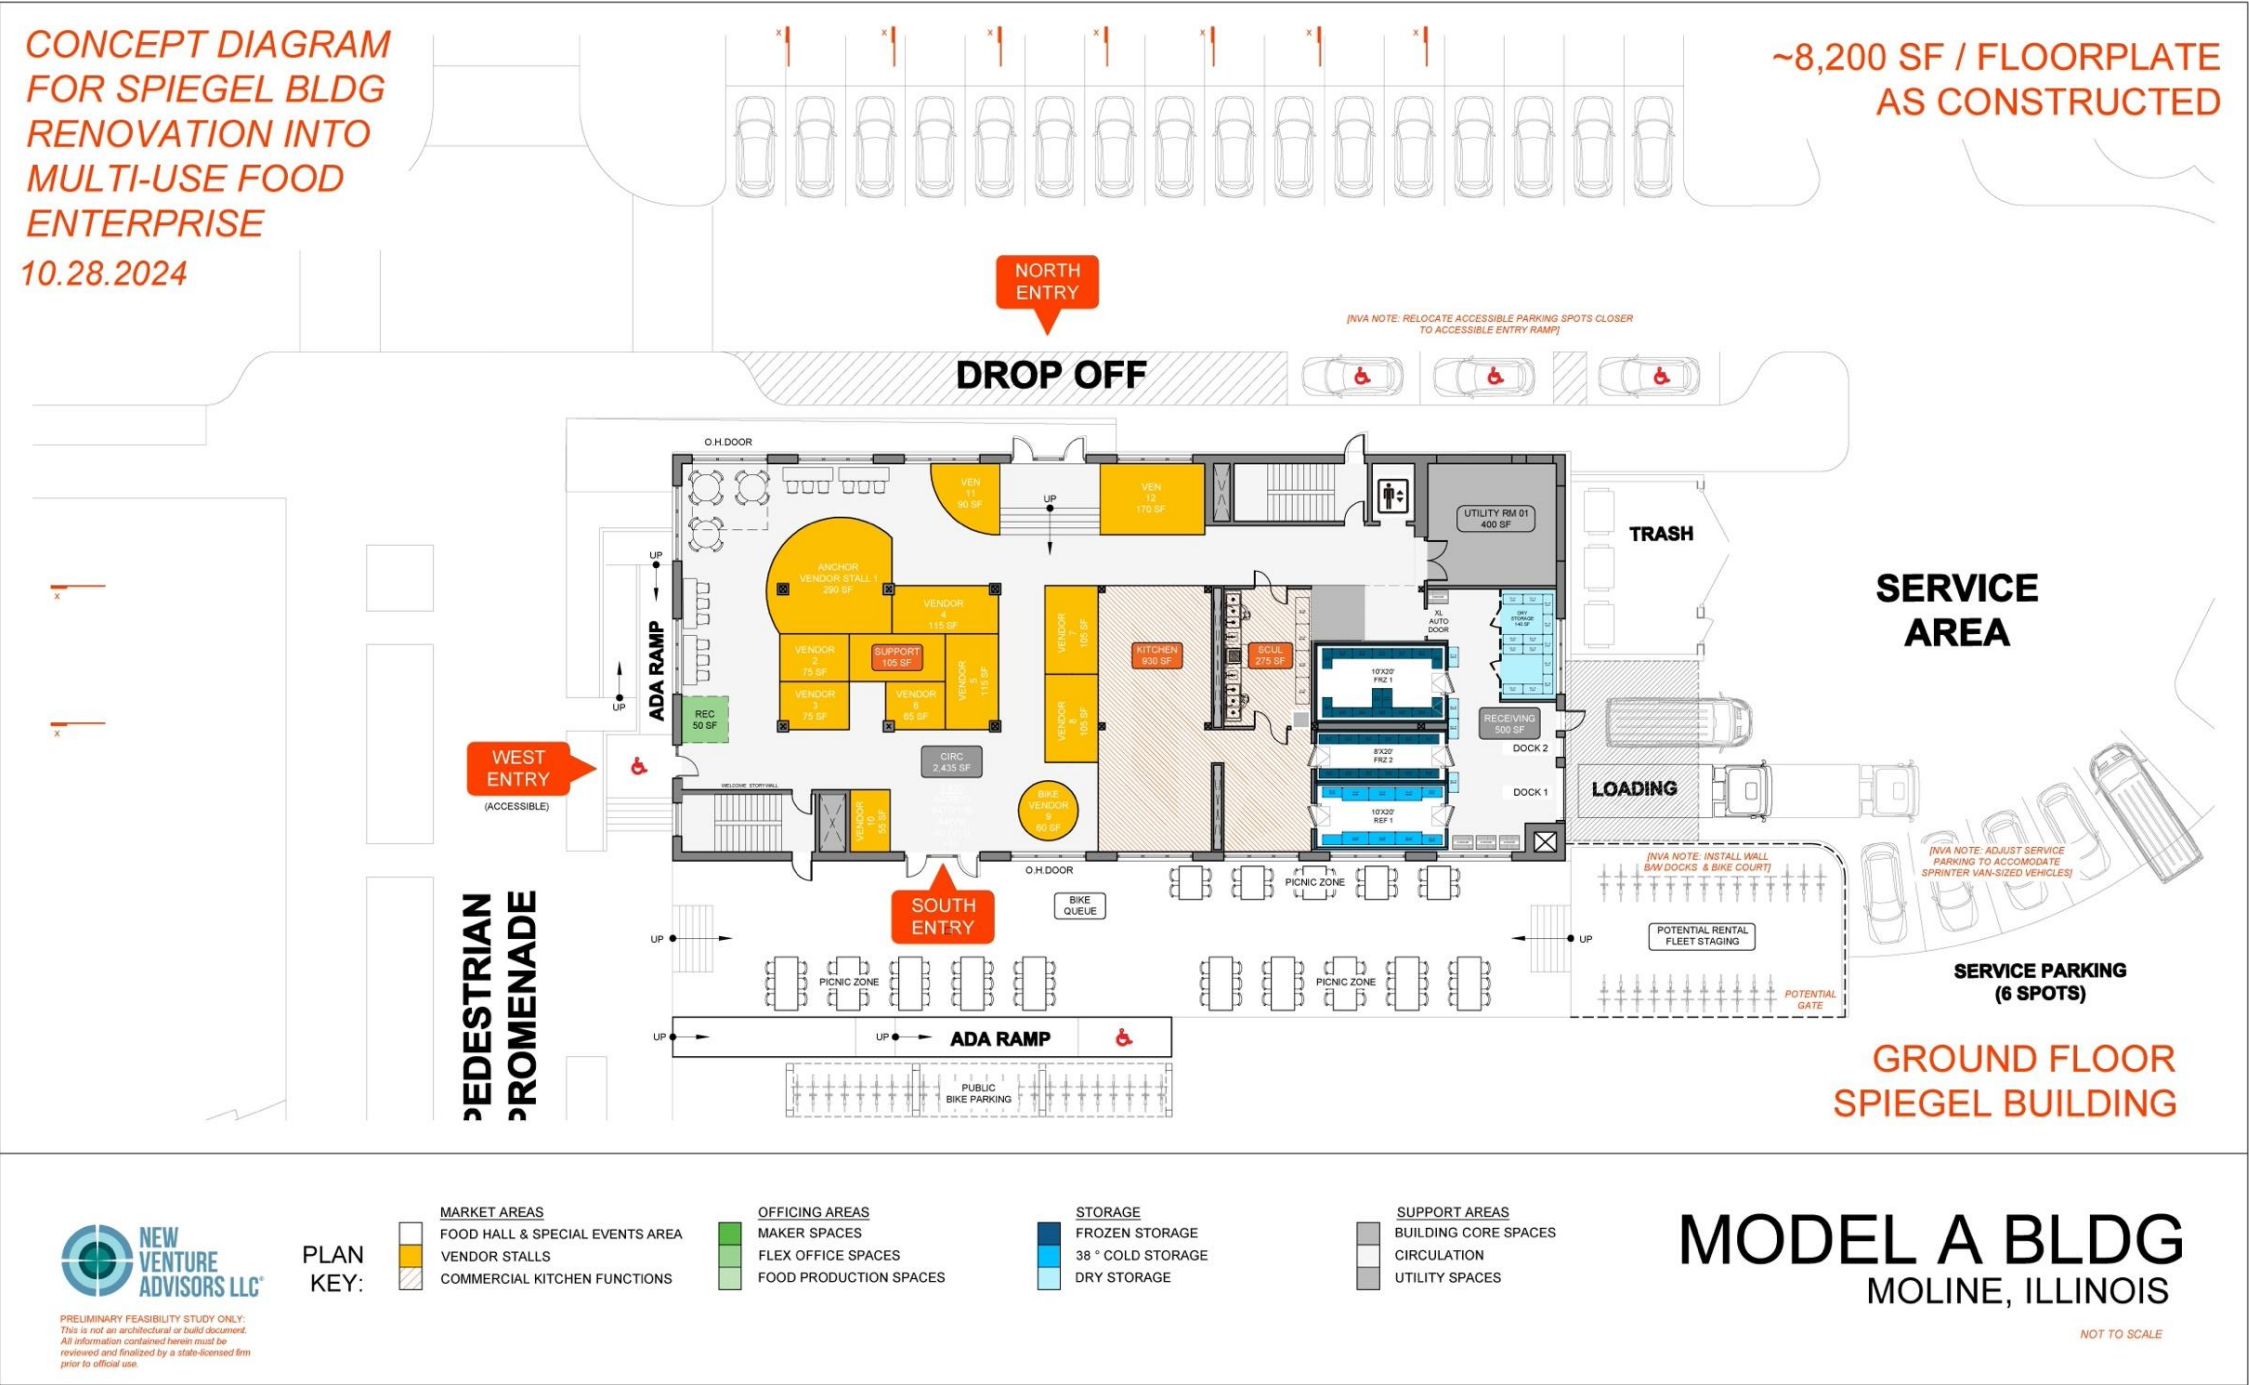 CONCEPT DIAGRAM
FOR SPIEGEL BLDG
RENOVATION INTO
MULTI-USE FOOD
ENTERPRISE
10.28.2024
~8,200 SF / FLOORPLATE
AS CONSTRUCTED
X
X
X
X
X
X
X
NORTH
ENTRY
[NVA NOTE: RELOCATE ACCESSIBLE PARKING SPOTS CLOSER
TO ACCESSIBLE ENTRY RAMP]
DROP OFF
O.H.DOOR
VEN
11
90 SF
UP
VEN
12
170 SF
UTILITY RM 01
400 SF
TRASH
SERVICE
AREA
UP
ANCHOR
VENDOR STALL 1
290 SF
X
X
VENDOR
4
115 SF
VENDOR
7
105 SF
XL
AUTO
DOOR
DRY
STORAGE
140 SF
ADA RAMP
VENDOR
2
75 SF
SUPPORT
105 SF
VENDOR
5
115 SF
KITCHEN
930 SF
SCUL
275 SF
10'X20'
FRZ 1
UP
REC
50 SF
VENDOR
3
75 SF
VENDOR
6
65 SF
VENDOR
8
105 SF
RECEIVING
500 SF
DOCK 2
WEST
ENTRY
(ACCESSIBLE)
CIRC
2,435 SF
8'X20'
FRZ 2
WELCOME STORYWALL
BIKE
VENDOR
9
60 SF
VENDOR
10
55 SF
10'X20'
REF 1
DOCK 1
LOADING
O.H.DOOR
SOUTH
ENTRY
BIKE
QUEUE
PICNIC ZONE
[NVA NOTE: INSTALL WALL
B/W DOCKS & BIKE COURT]
[NVA NOTE: ADJUST SERVICE
PARKING TO ACCOMODATE
SPRINTER VAN-SIZED VEHICLES]
PEDESTRIAN
PROMENADE
UP
UP
POTENTIAL RENTAL
FLEET STAGING
PICNIC ZONE
PICNIC ZONE
POTENTIAL
GATE
SERVICE PARKING
(6 SPOTS)
UP
UP
ADA RAMP
PUBLIC
BIKE PARKING
GROUND FLOOR
SPIEGEL BUILDING
NEW
VENTURE
ADVISORS LLC
PRELIMINARY FEASIBILITY STUDY ONLY:
This is not an architectural or build document.
All information contained herein must be
reviewed and finalized by a state-licensed firm
prior to official use.
PLAN
KEY:
MARKET AREAS
FOOD HALL & SPECIAL EVENTS AREA
VENDOR STALLS
COMMERCIAL KITCHEN FUNCTIONS
OFFICING AREAS
MAKER SPACES
FLEX OFFICE SPACES
FOOD PRODUCTION SPACES
STORAGE
FROZEN STORAGE
38 ° COLD STORAGE
DRY STORAGE
SUPPORT AREAS
BUILDING CORE SPACES
CIRCULATION
UTILITY SPACES
MODEL A BLDG
MOLINE, ILLINOIS
NOT TO SCALE